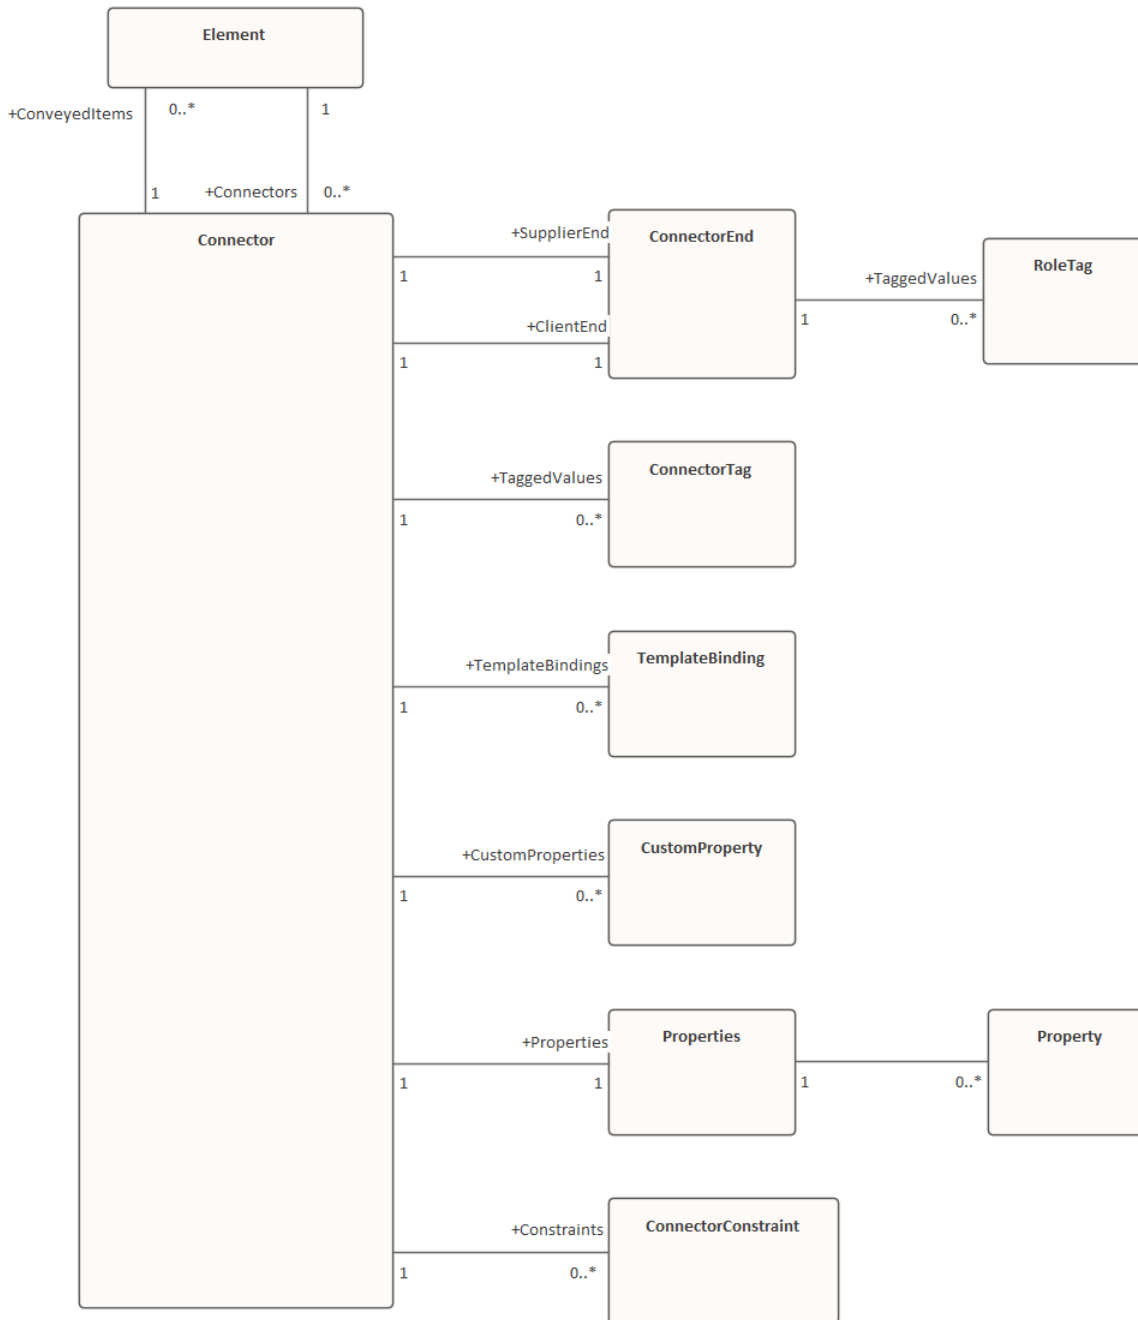 Element
+ConveyedItems
0..*
1
1
+Connectors
0..*
Connector
+SupplierEnd
1
1
+ClientEnd
1
1
ConnectorEnd
+TaggedValues
1
0..*
RoleTag
+TaggedValues
1
0..*
ConnectorTag
+TemplateBindings
1
0..*
TemplateBinding
+CustomProperties
1
0..*
CustomProperty
+Properties
1
1
Properties
1
0..*
Property
+Constraints
1
0..*
ConnectorConstraint